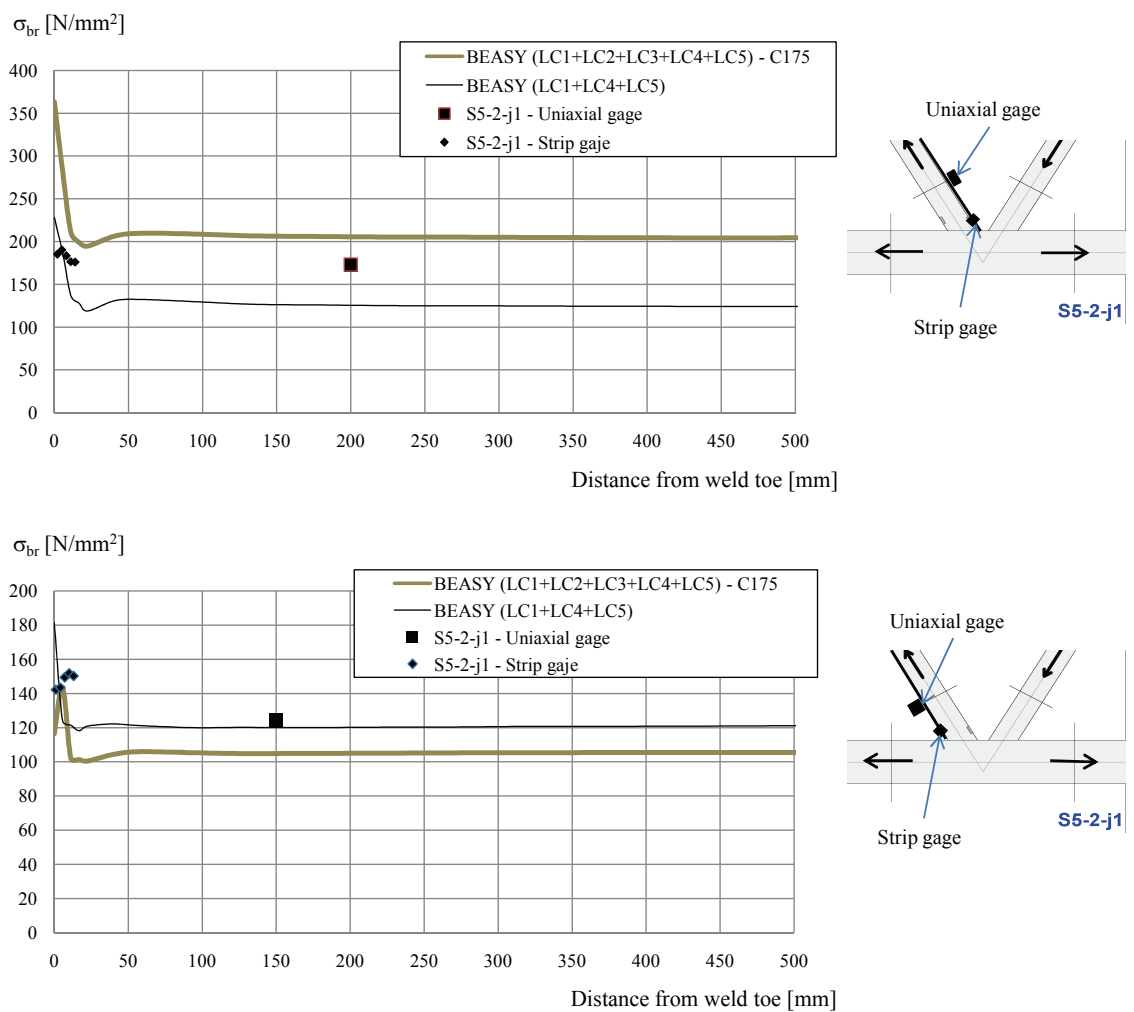 σbr [N/mm²]
BEASY (LC1+LC2+LC3+LC4+LC5) - C175
BEASY (LC1+LC4+LC5)
S5-2-j1 - Uniaxial gage
S5-2-j1 - Strip gaje
400
350
300
250
200
150
100
50
0
0 50 100 150 200 250 300 350 400 450 500
Distance from weld toe [mm]
Uniaxial gage
S5-2-j1
Strip gage
σbr [N/mm²]
BEASY (LC1+LC2+LC3+LC4+LC5) - C175
BEASY (LC1+LC4+LC5)
S5-2-j1 - Uniaxial gage
S5-2-j1 - Strip gaje
200
180
160
140
120
100
80
60
40
20
0
0 50 100 150 200 250 300 350 400 450 500
Distance from weld toe [mm]
Uniaxial gage
S5-2-j1
Strip gage